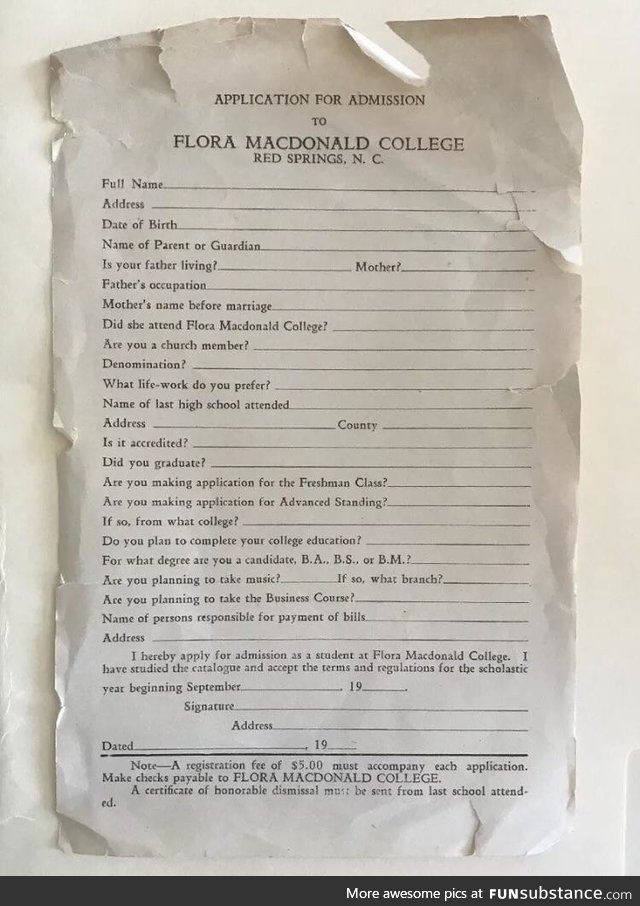 APPLICATION FOR ADMISSION
TO
FLORA MACDONALD COLLEGE
RED SPRINGS, N. C.
Full Name
Address
Date of Birth
Name of Parent or Guardian
Is your father living? Mother?
Father's occupation
Mother's name before marriage
Did she attend Flora Macdonald College?
Are you a church member?
Denomination?
What life-work do you prefer?
Name of last high school attended
Address County
Is it accredited?
Did you graduate?
Are you making application for the Freshman Class?
Are you making application for Advanced Standing?
If so, from what college?
Do you plan to complete your college education?
For what degree are you a candidate, B.A., B.S., or B.M.?
Are you planning to take music? If so, what branch?
Are you planning to take the Business Course?
Name of persons responsible for payment of bills
Address
I hereby apply for admission as a student at Flora Macdonald College. I
have studied the catalogue and accept the terms and regulations for the scholastic
year beginning September , 19 .
Signature
Address
Dated , 19
Note—A registration fee of $5.00 must accompany each application.
Make checks payable to FLORA MACDONALD COLLEGE.
A certificate of honorable dismissal must be sent from last school attend-
ed.
More awesome pics at FUNsubstance.com